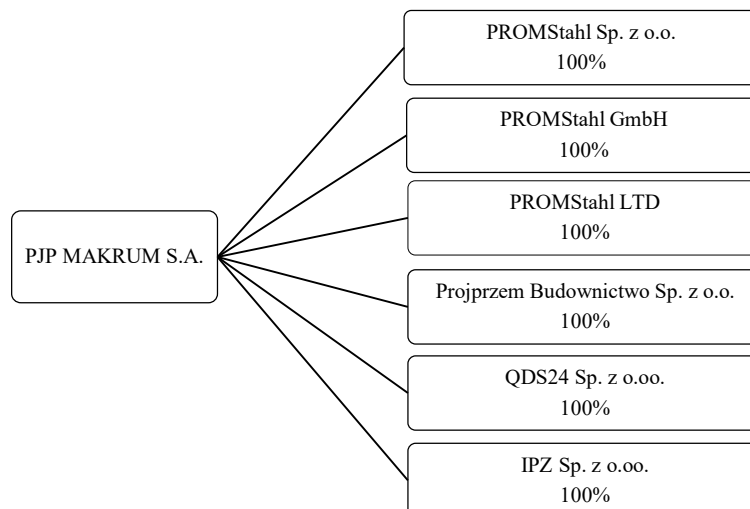 PROMStahl Sp. z o.o.
100%
PROMStahl GmbH
100%
PROMStahl LTD
100%
PJP MAKRUM S.A.
Projprzem Budownictwo Sp. z o.o.
100%
QDS24 Sp. z o.oo.
100%
IPZ Sp. z o.oo.
100%